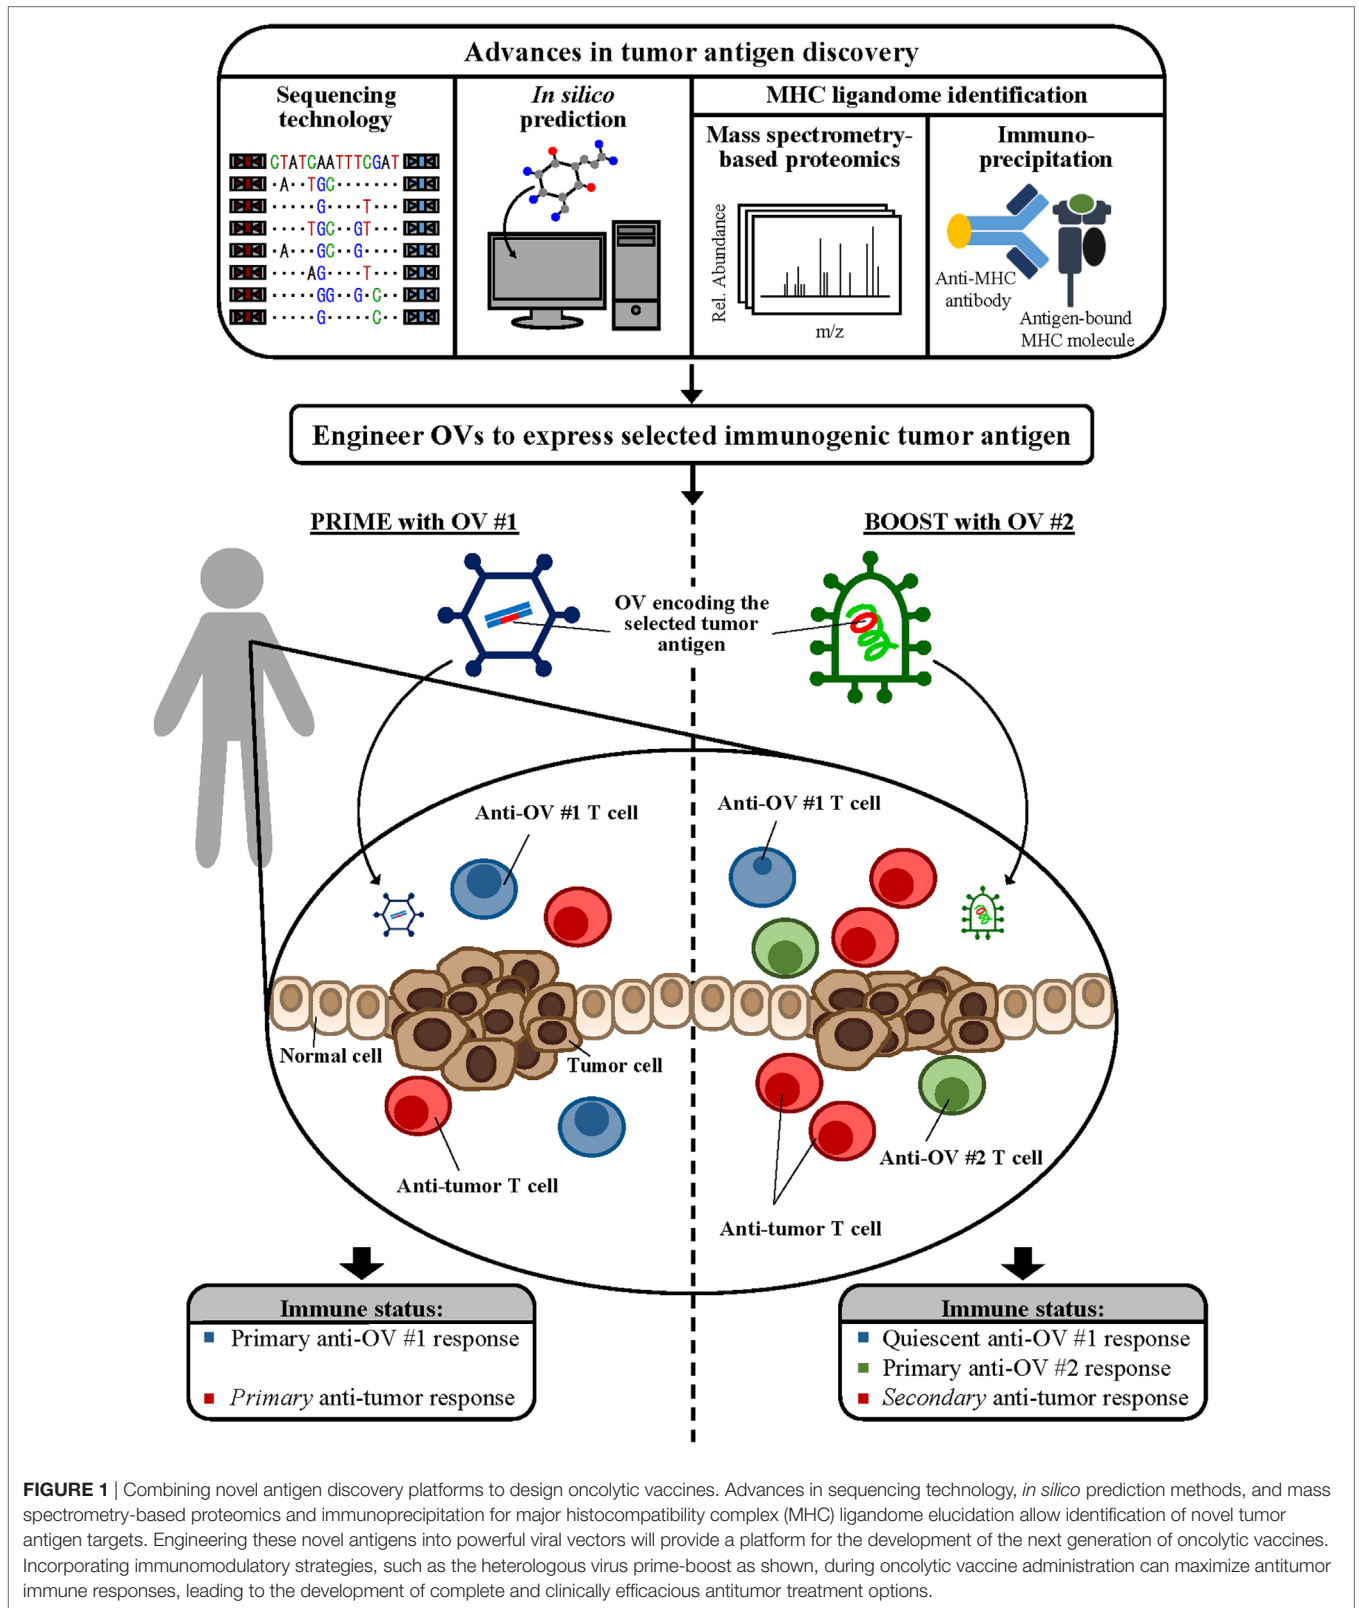 Advances in tumor antigen discovery
Sequencing
technology
CTATCAATTTCGAT
·A··TGC·······
·····G····T···
····TGC··GT···
·A···GC··G····
····AG····T···
·····GG··G·C··
·····G·····C··
In silico
prediction
MHC ligandome identification
Mass spectrometry-
based proteomics
Rel. Abundance
m/z
Immuno-
precipitation
Anti-MHC
antibody
Antigen-bound
MHC molecule
Engineer OVs to express selected immunogenic tumor antigen
PRIME with OV #1
BOOST with OV #2
OV encoding the
selected tumor
antigen
Anti-OV #1 T cell
Anti-OV #1 T cell
Normal cell
Tumor cell
Anti-tumor T cell
Anti-OV #2 T cell
Anti-tumor T cell
Immune status:
Primary anti-OV #1 response
Primary anti-tumor response
Immune status:
Quiescent anti-OV #1 response
Primary anti-OV #2 response
Secondary anti-tumor response
FIGURE 1 | Combining novel antigen discovery platforms to design oncolytic vaccines. Advances in sequencing technology, in silico prediction methods, and mass
spectrometry-based proteomics and immunoprecipitation for major histocompatibility complex (MHC) ligandome elucidation allow identification of novel tumor
antigen targets. Engineering these novel antigens into powerful viral vectors will provide a platform for the development of the next generation of oncolytic vaccines.
Incorporating immunomodulatory strategies, such as the heterologous virus prime-boost as shown, during oncolytic vaccine administration can maximize antitumor
immune responses, leading to the development of complete and clinically efficacious antitumor treatment options.